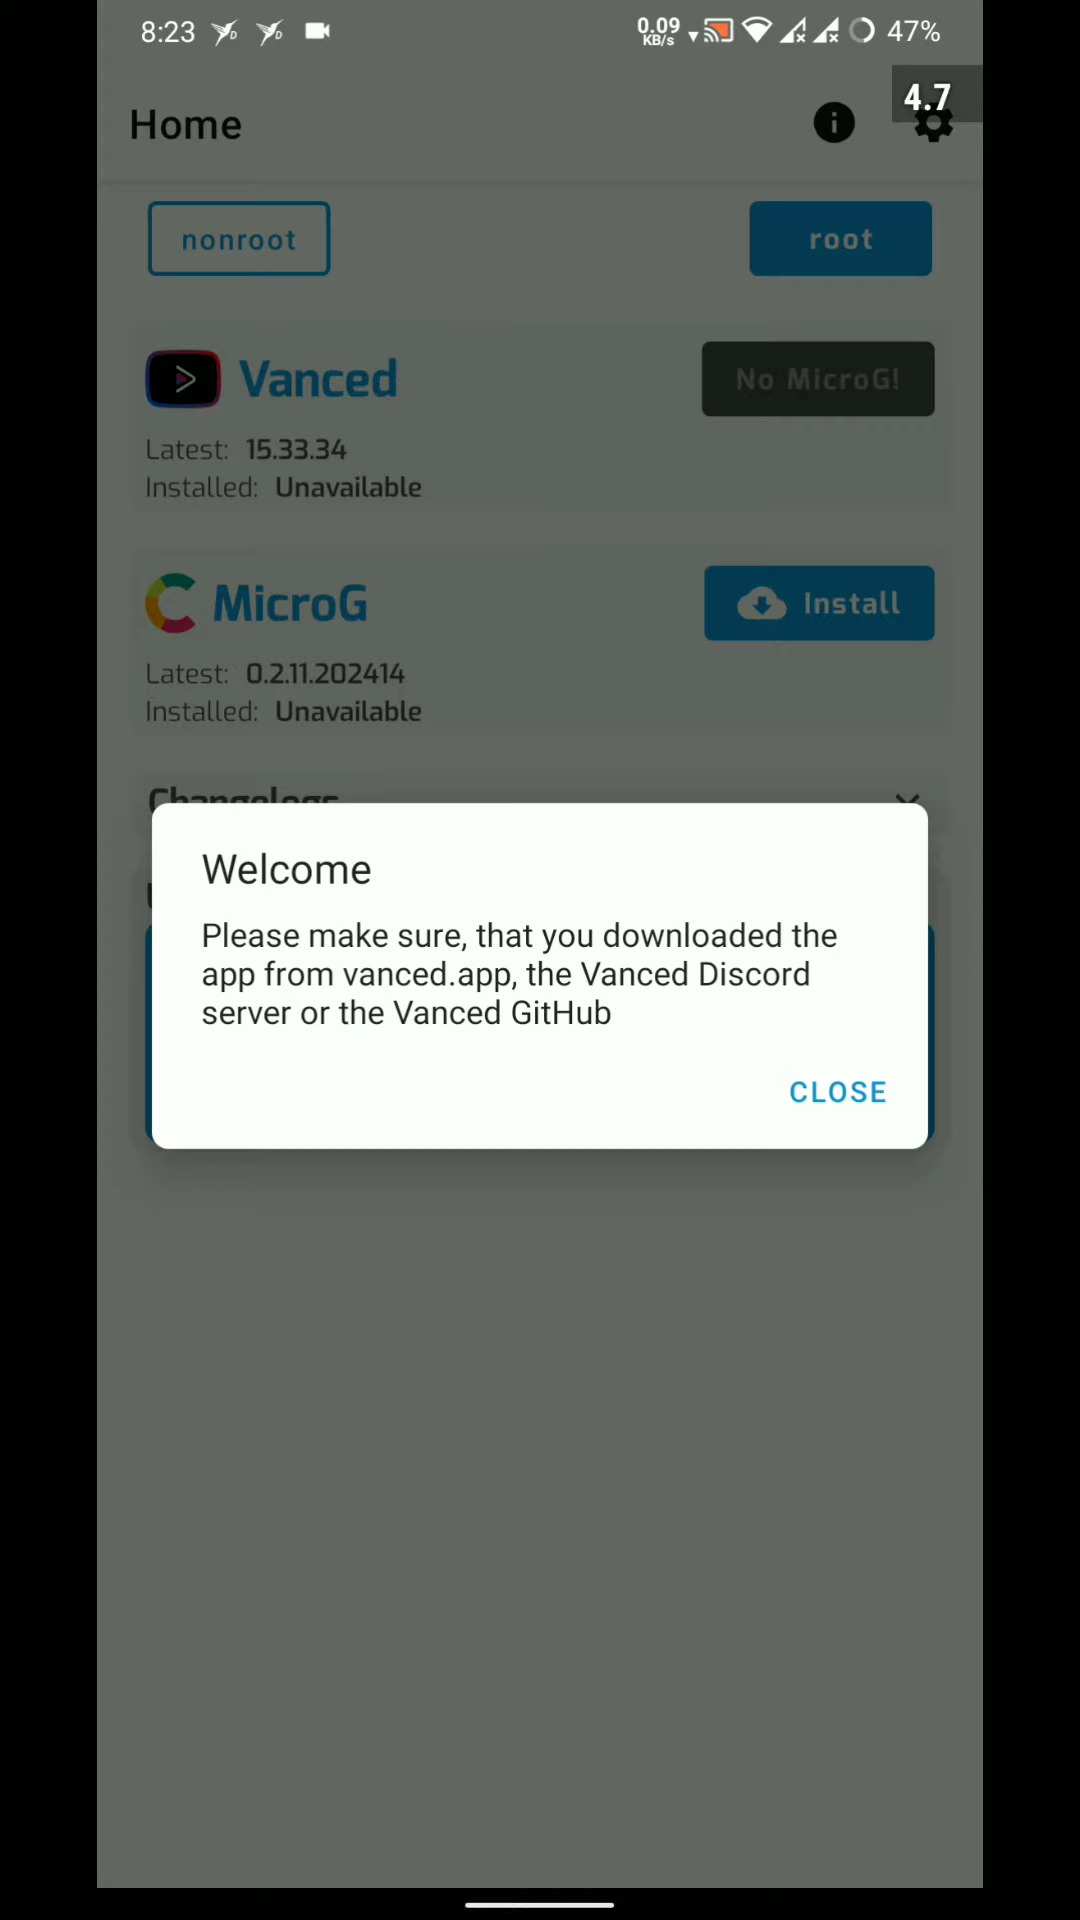 8:23 0.09 KB/s 47%
4.7
Home
nonroot root
Vanced No MicroG!
Latest: 15.33.34
Installed: Unavailable
MicroG Install
Latest: 0.2.11.202414
Installed: Unavailable
Changelogs
Welcome
Please make sure, that you downloaded the
app from vanced.app, the Vanced Discord
server or the Vanced GitHub
CLOSE